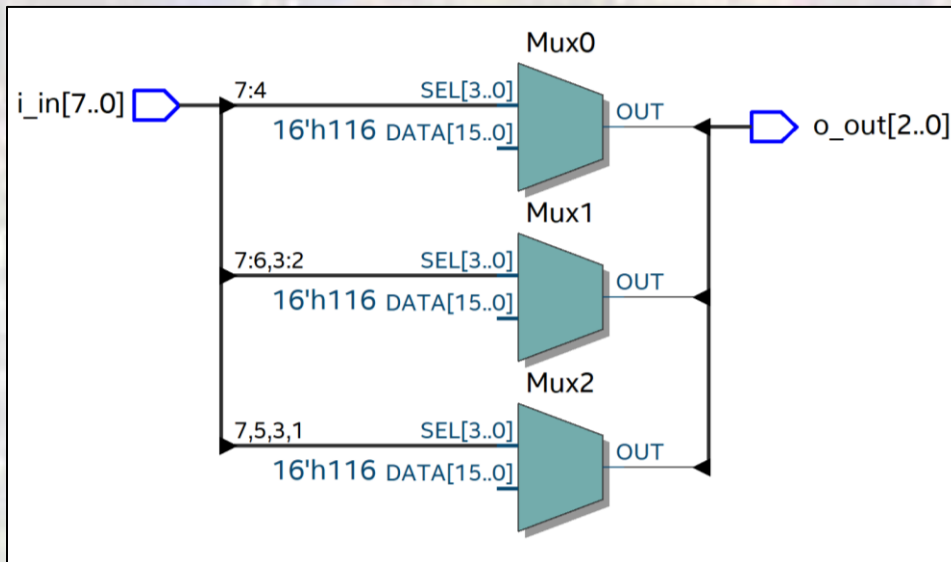 Mux0
i_in[7..0]
7:4
SEL[3..0]
16'h116 DATA[15..0]
OUT
o_out[2..0]
Mux1
7:6,3:2
SEL[3..0]
16'h116 DATA[15..0]
OUT
Mux2
7,5,3,1
SEL[3..0]
16'h116 DATA[15..0]
OUT